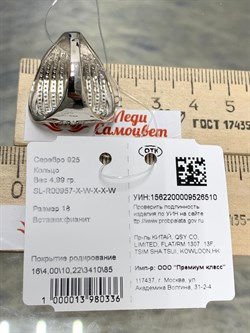 Леди
Самоцвет
ГОСТ 17435
ОТК
Серебро 925
Кольцо
Вес 4,99 гр.
SL-R00957-X-W-X-X-W
Размер 18
Вставки: фианит
Покрытие родирование
16\4,00\10,22\3410\85
1 000013 980336
УИН:1562200009526510
Проверить подлинность
изделия по УИН на сайте
http://www.probpalata.gov.ru
Пр-ль КИТАЙ, QSY CO.
LIMITED, FLAT/RM 1307 13F,
TSIM SHA TSUI, KOWLOON,HK
Имп-р: ООО "Премиум класс"
117437, г. Москва, ул.
Академика Волгина, 31-2-4